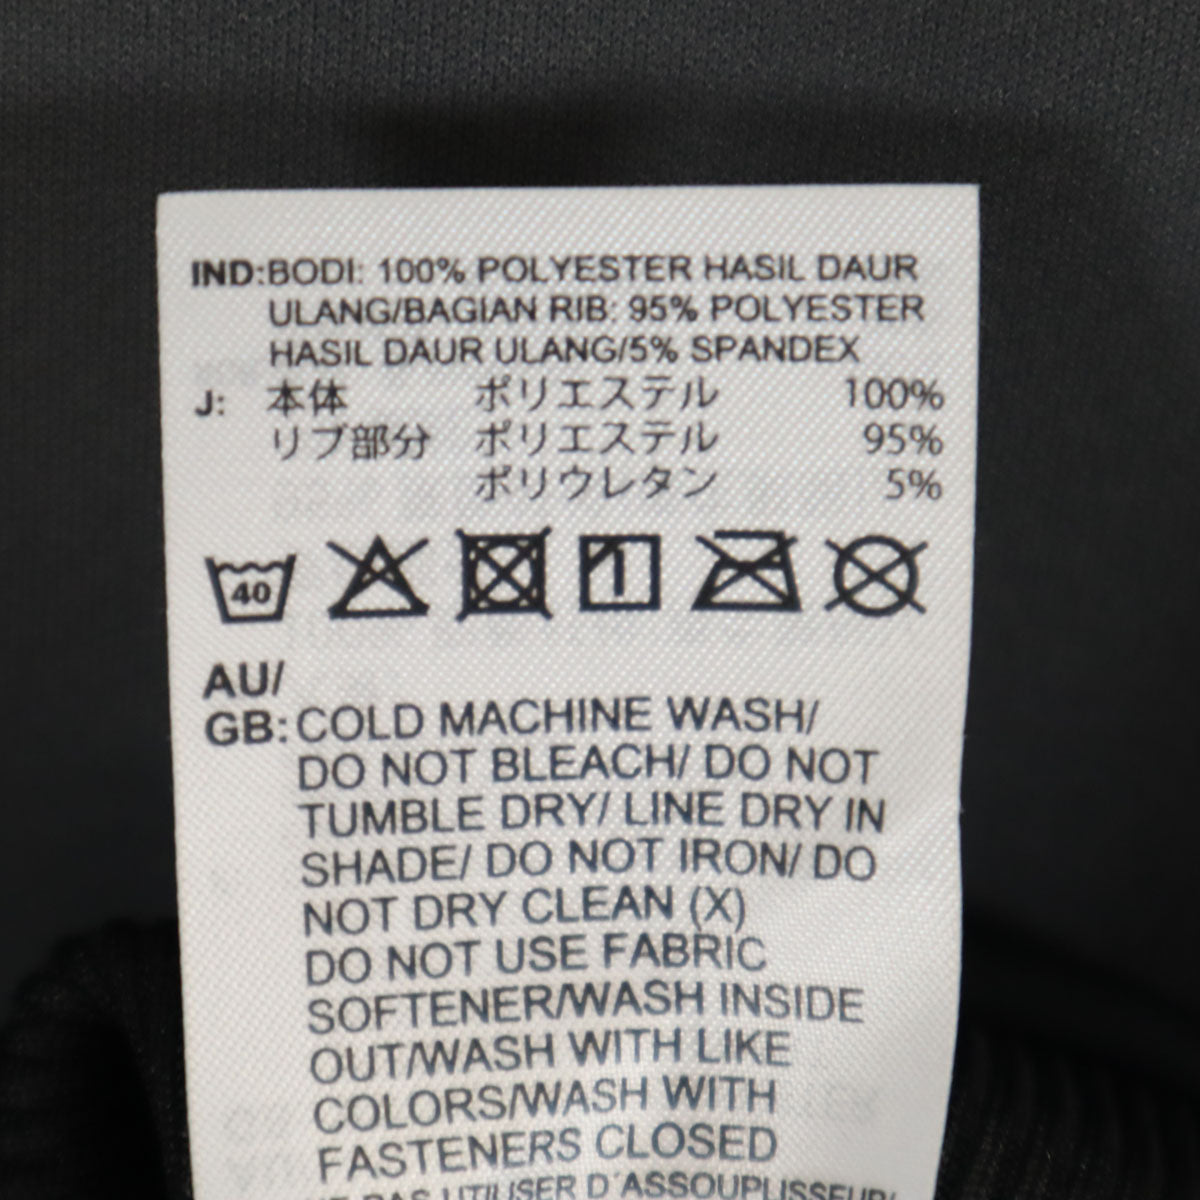 IND:BODI: 100% POLYESTER HASIL DAUR
ULANG/BAGIAN RIB: 95% POLYESTER
HASIL DAUR ULANG/5% SPANDEX
J: 本体 ポリエステル 100%
リブ部分 ポリエステル 95%
ポリウレタン 5%
40 1
AU/
GB: COLD MACHINE WASH/
DO NOT BLEACH/ DO NOT
TUMBLE DRY/ LINE DRY IN
SHADE/ DO NOT IRON/ DO
NOT DRY CLEAN (X)
DO NOT USE FABRIC
SOFTENER/WASH INSIDE
OUT/WASH WITH LIKE
COLORS/WASH WITH
FASTENERS CLOSED
PAS UTILISER D'ASSOUPLISSEUR/